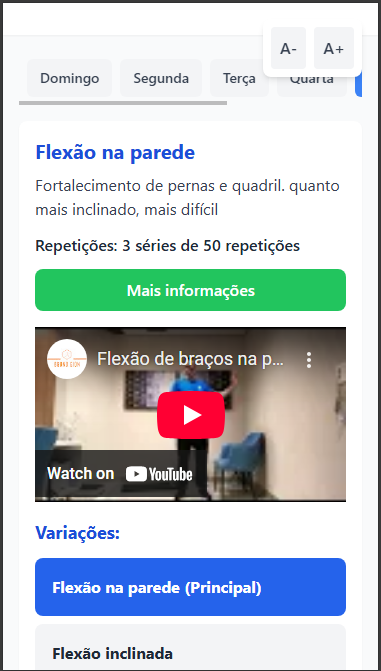 A- A+
Domingo Segunda Terça Quarta
Flexão na parede
Fortalecimento de pernas e quadril. quanto
mais inclinado, mais difícil
Repetições: 3 séries de 50 repetições
Mais informações
Flexão de braços na p...
Watch on YouTube
Variações:
Flexão na parede (Principal)
Flexão inclinada